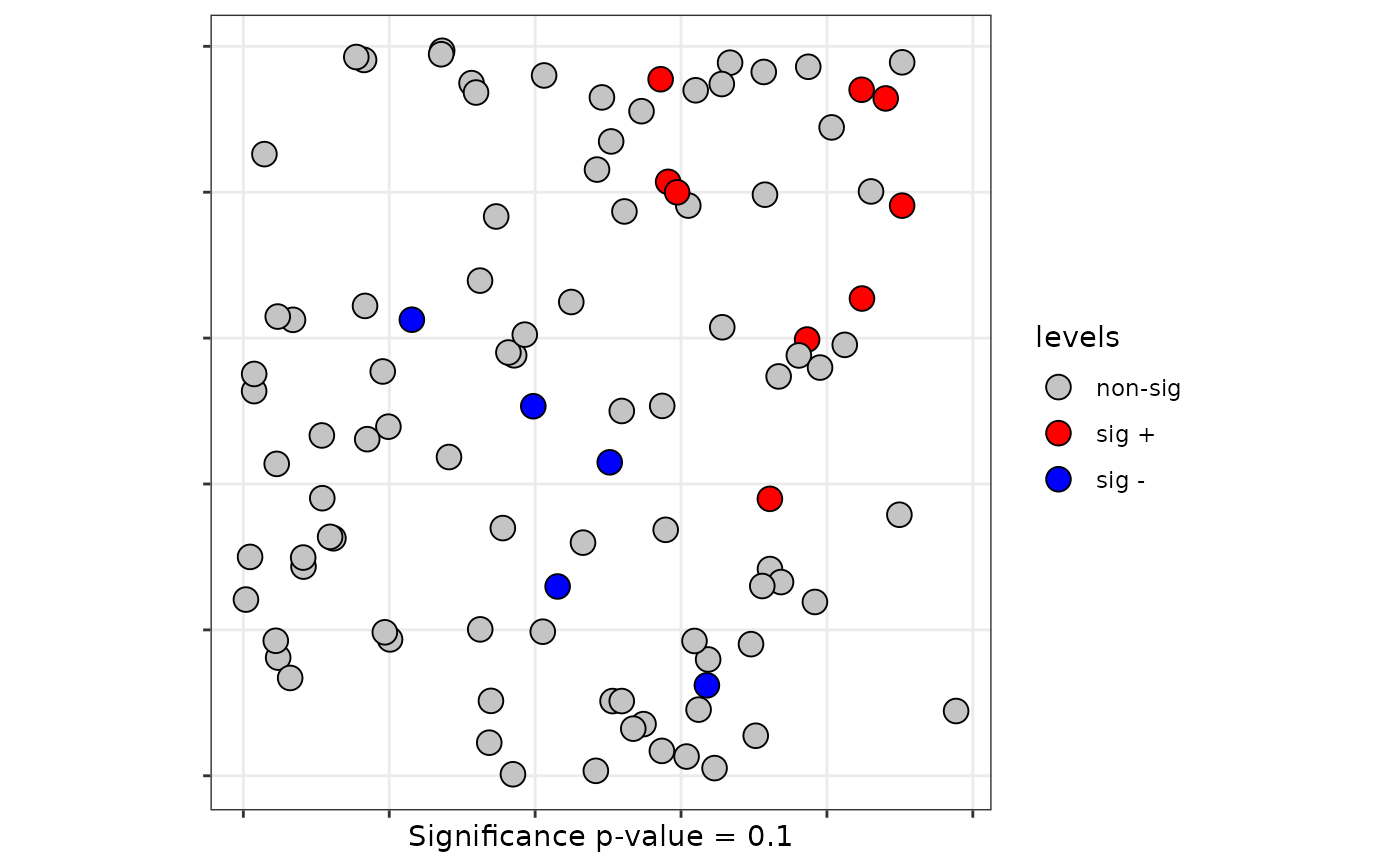 levels
non-sig
sig +
sig -
Significance p-value = 0.1